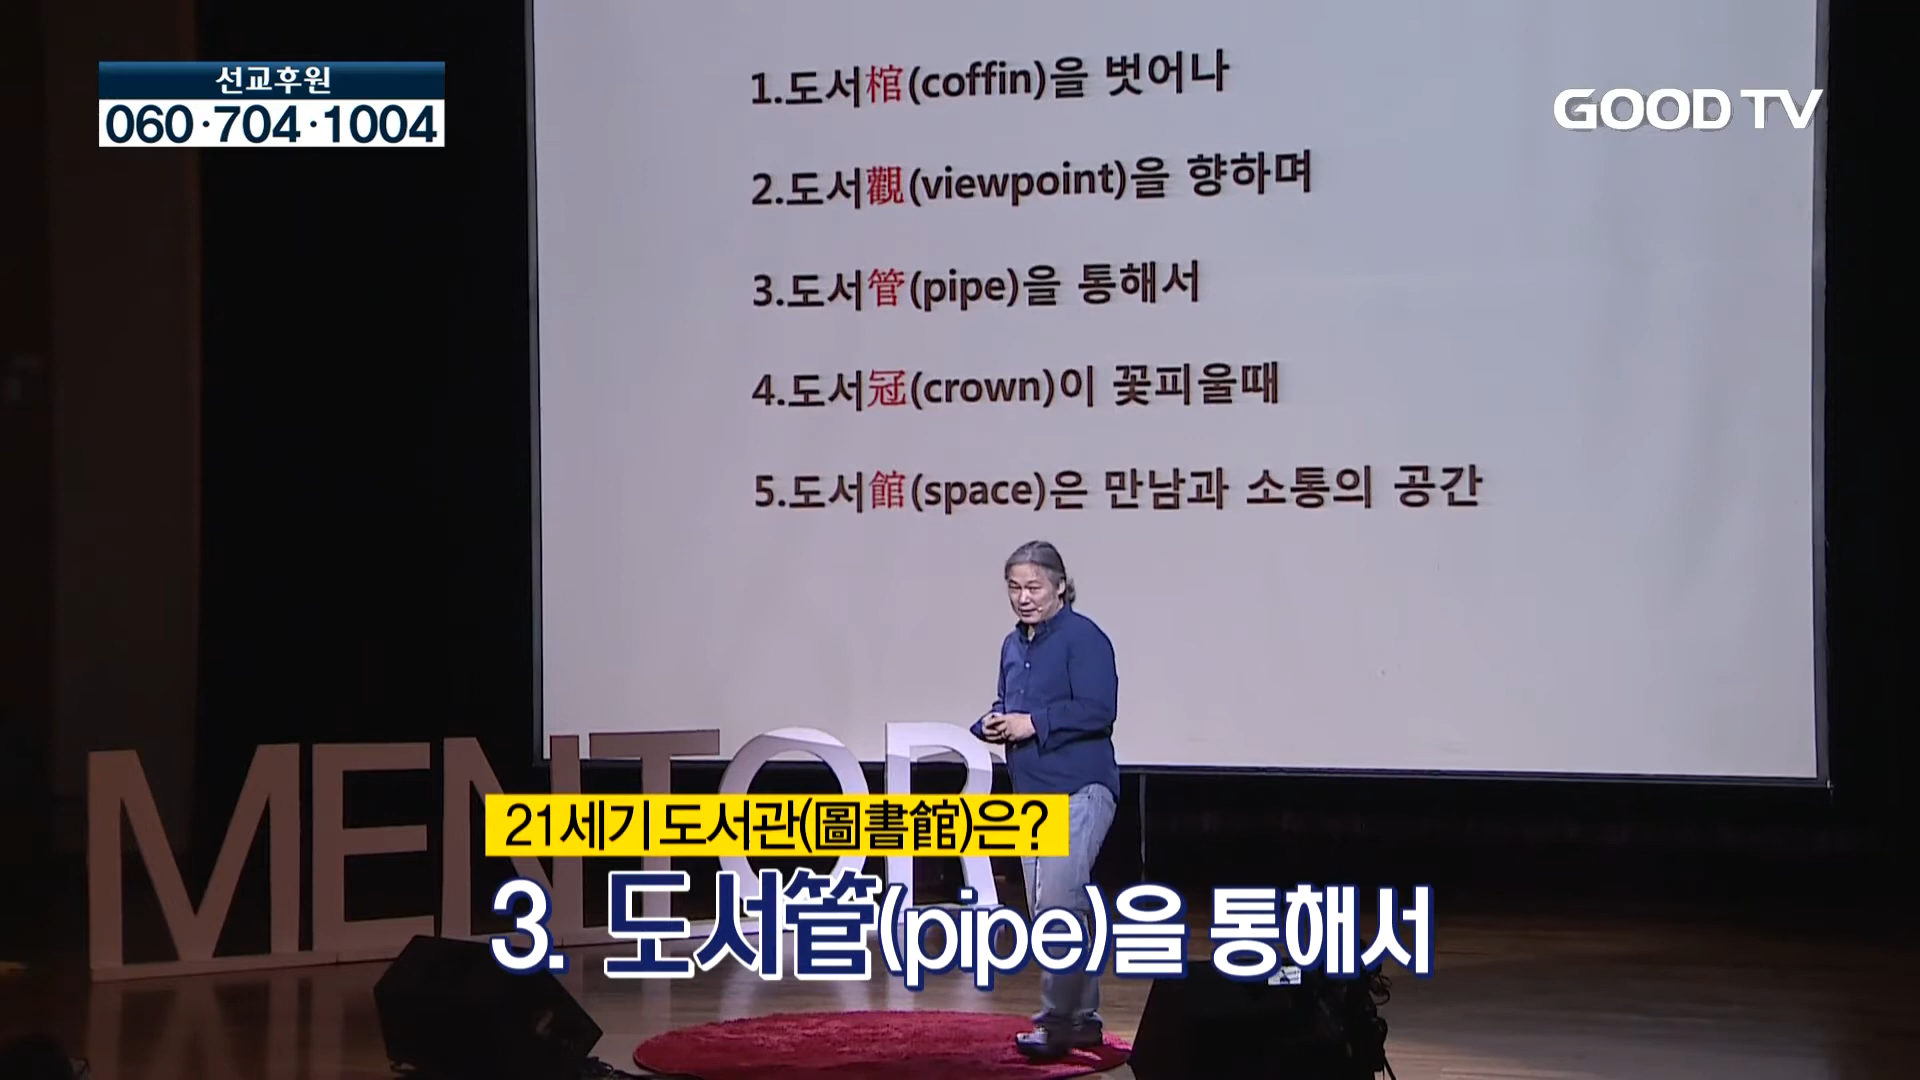 선교후원
060·704·1004
GOOD TV
1.도서棺(coffin)을 벗어나
2.도서觀(viewpoint)을 향하며
3.도서管(pipe)을 통해서
4.도서冠(crown)이 꽃피울때
5.도서館(space)은 만남과 소통의 공간
MENTOR
21세기 도서관(圖書館)은?
3. 도서管(pipe)을 통해서